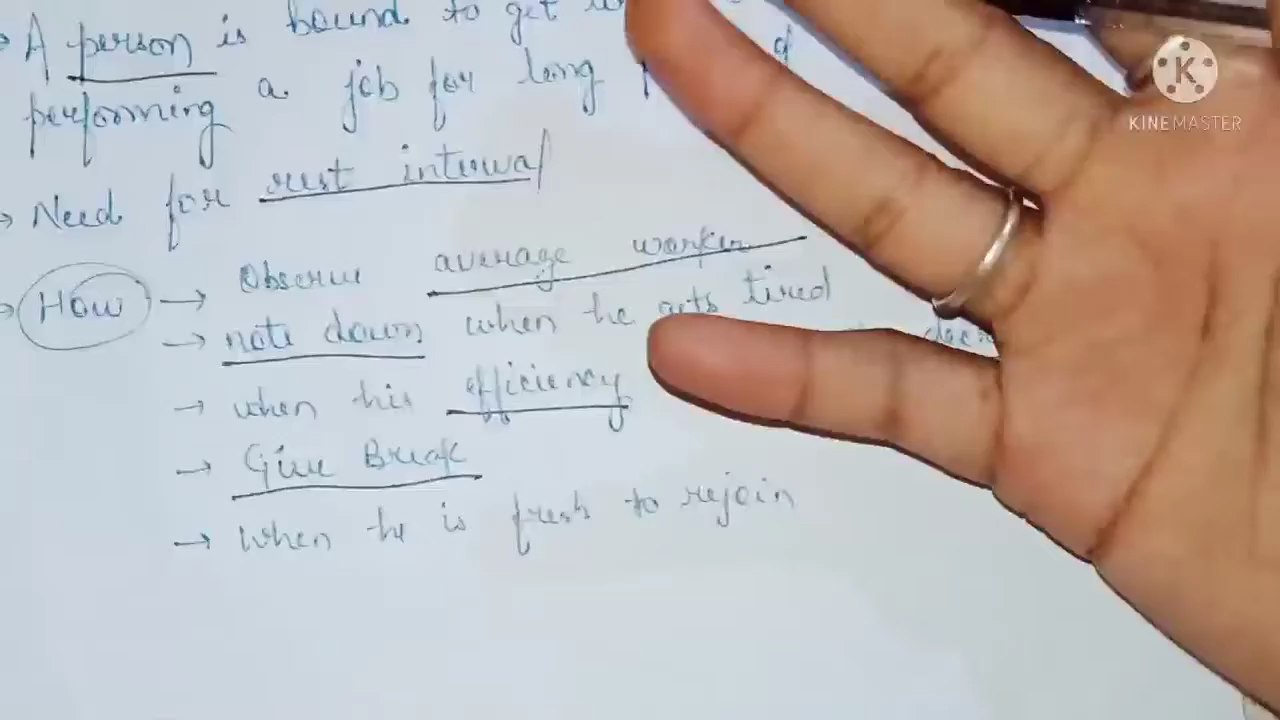 → A person is bound to get
performing a job for long
→ Need for rest interval
→ How → Observe average worker
→ note down when he gets tired
→ when his efficiency
→ Give Break
→ when he is fresh to rejoin
K
KINEMASTER